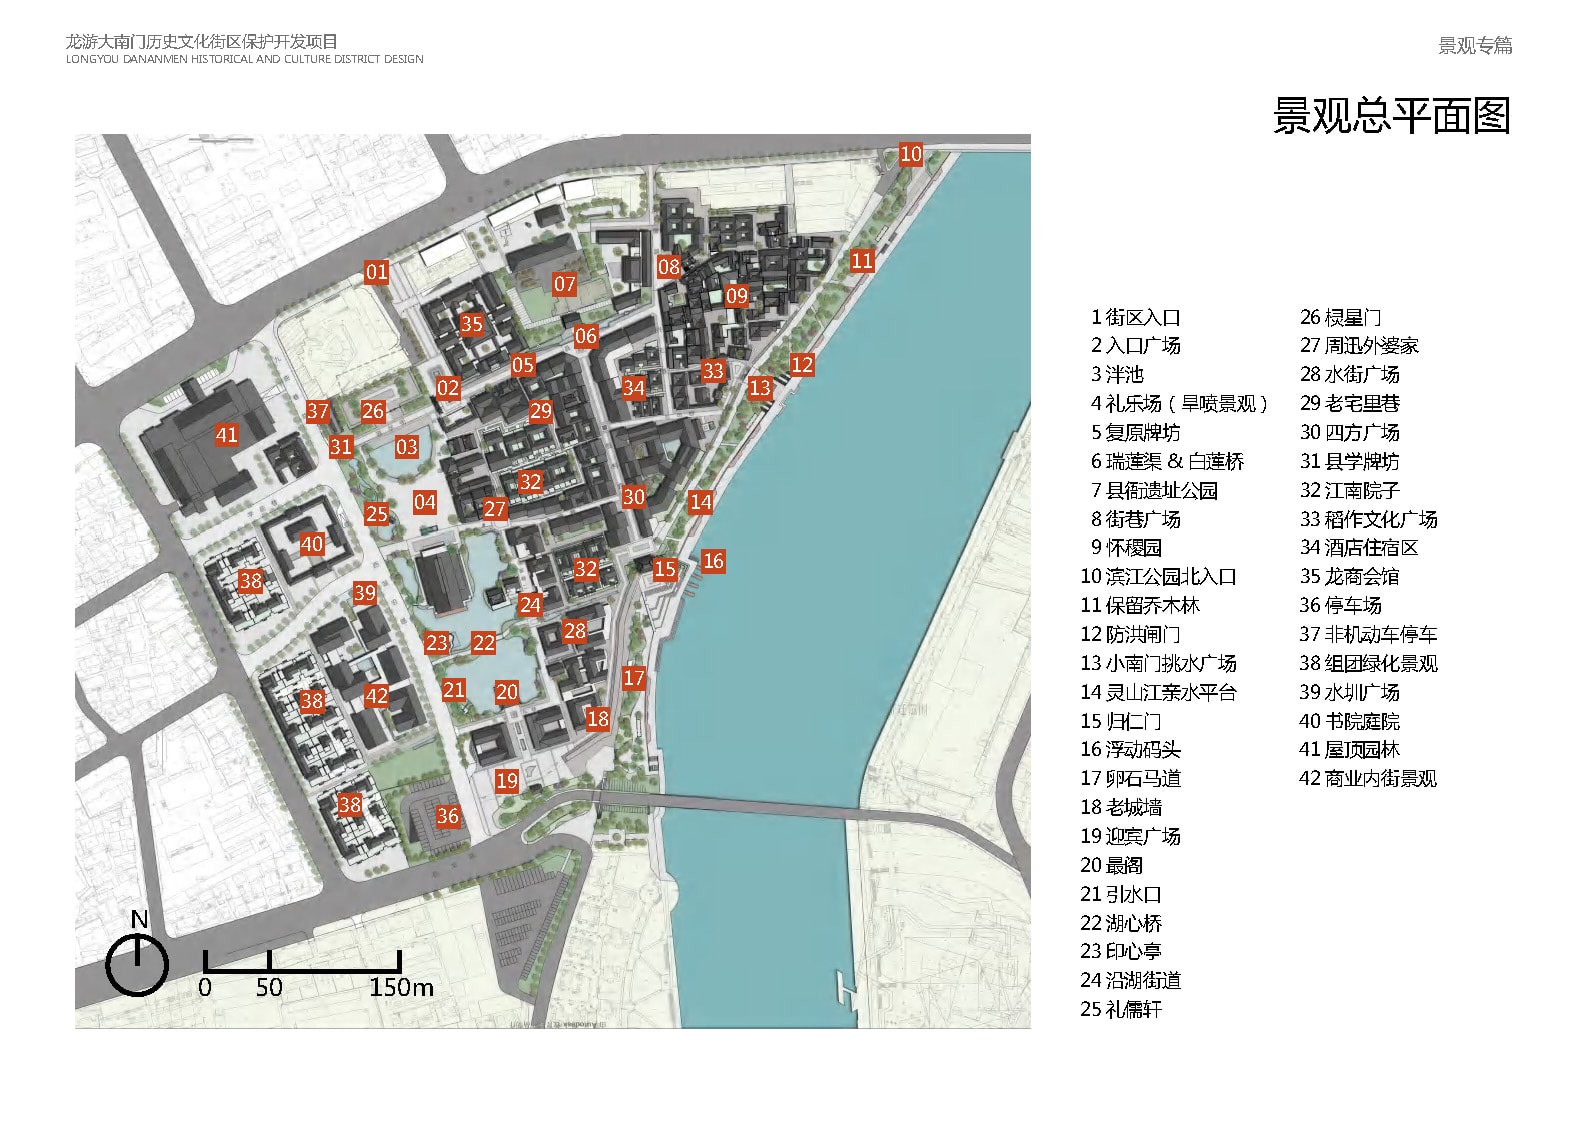 龙游大南门历史文化街区保护开发项目
LONGYOU DANANMEN HISTORICAL AND CULTURE DISTRICT DESIGN
景观专篇
景观总平面图
10
11
01
08
07
09
35
06
05
12
33
02
34
13
37
26
29
41
31
03
32
30
04
14
27
25
40
16
15
32
38
39
24
28
23
22
17
21
20
42
38
18
19
38
36
N
0 50 150m
1 街区入口
2 入口广场
3 泮池
4 礼乐场（旱喷景观）
5 复原牌坊
6 瑞莲渠 & 白莲桥
7 县衙遗址公园
8 街巷广场
9 怀稷园
10 滨江公园北入口
11 保留乔木林
12 防洪闸门
13 小南门挑水广场
14 灵山江亲水平台
15 归仁门
16 浮动码头
17 卵石马道
18 老城墙
19 迎宾广场
20 最阁
21 引水口
22 湖心桥
23 印心亭
24 沿湖街道
25 礼儒轩
26 棂星门
27 周迅外婆家
28 水街广场
29 老宅里巷
30 四方广场
31 县学牌坊
32 江南院子
33 稻作文化广场
34 酒店住宿区
35 龙商会馆
36 停车场
37 非机动车停车
38 组团绿化景观
39 水圳广场
40 书院庭院
41 屋顶园林
42 商业内街景观